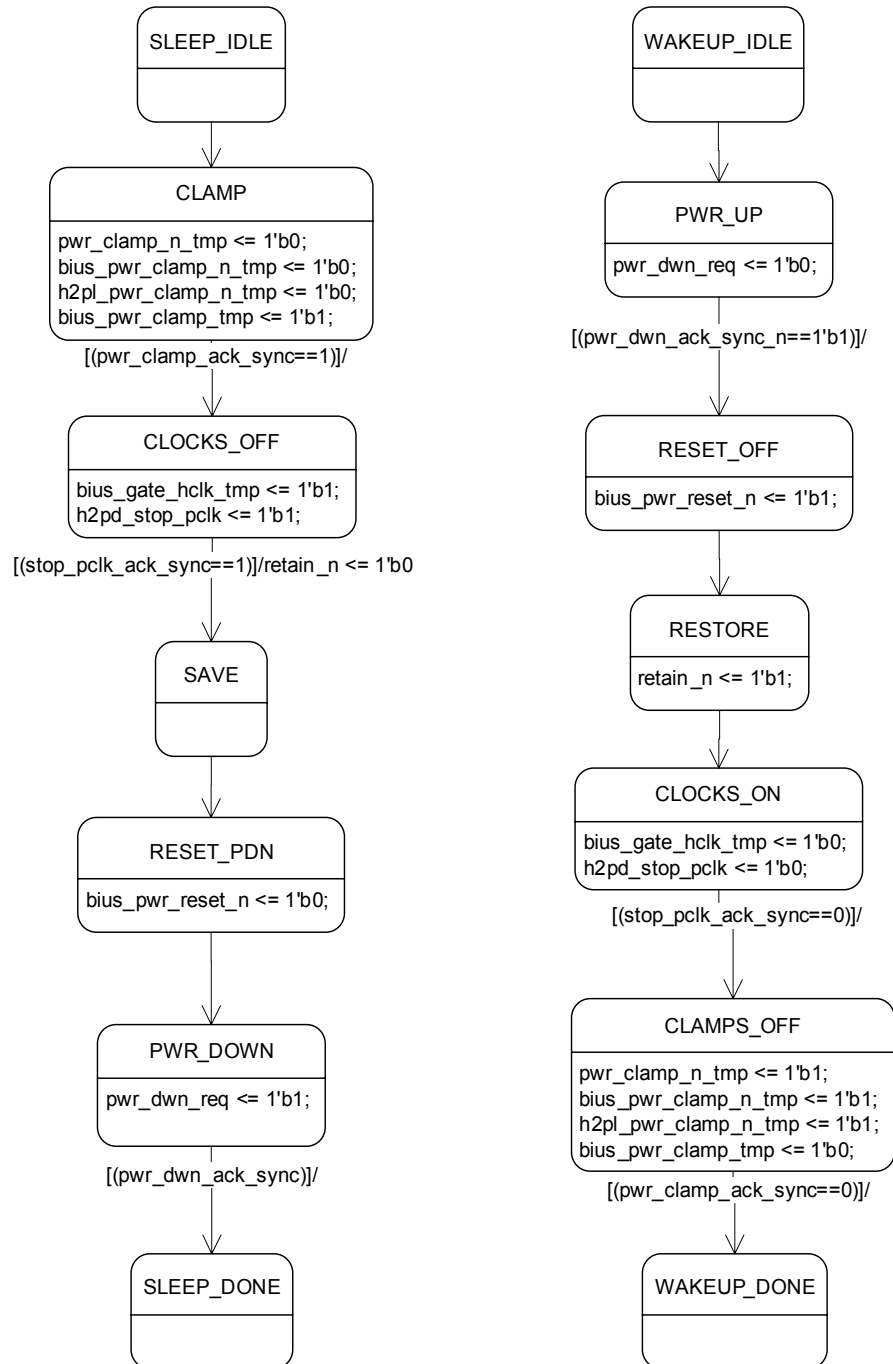 SLEEP_IDLE
CLAMP
pwr_clamp_n_tmp <= 1'b0;
bius_pwr_clamp_n_tmp <= 1'b0;
h2pl_pwr_clamp_n_tmp <= 1'b0;
bius_pwr_clamp_tmp <= 1'b1;
[(pwr_clamp_ack_sync==1)]/
CLOCKS_OFF
bius_gate_hclk_tmp <= 1'b1;
h2pd_stop_pclk <= 1'b1;
[(stop_pclk_ack_sync==1)]/retain_n <= 1'b0
SAVE
RESET_PDN
bius_pwr_reset_n <= 1'b0;
PWR_DOWN
pwr_dwn_req <= 1'b1;
[(pwr_dwn_ack_sync)]/
SLEEP_DONE
WAKEUP_IDLE
PWR_UP
pwr_dwn_req <= 1'b0;
[(pwr_dwn_ack_sync_n==1'b1)]/
RESET_OFF
bius_pwr_reset_n <= 1'b1;
RESTORE
retain_n <= 1'b1;
CLOCKS_ON
bius_gate_hclk_tmp <= 1'b0;
h2pd_stop_pclk <= 1'b0;
[(stop_pclk_ack_sync==0)]/
CLAMPS_OFF
pwr_clamp_n_tmp <= 1'b1;
bius_pwr_clamp_n_tmp <= 1'b1;
h2pl_pwr_clamp_n_tmp <= 1'b1;
bius_pwr_clamp_tmp <= 1'b0;
[(pwr_clamp_ack_sync==0)]/
WAKEUP_DONE